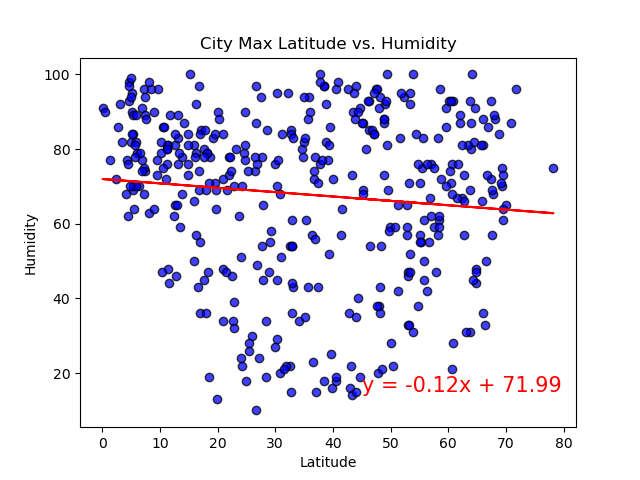 City Max Latitude vs. Humidity
100
80
60
40
20
Humidity
y = -0.12x + 71.99
0 10 20 30 40 50 60 70 80
Latitude